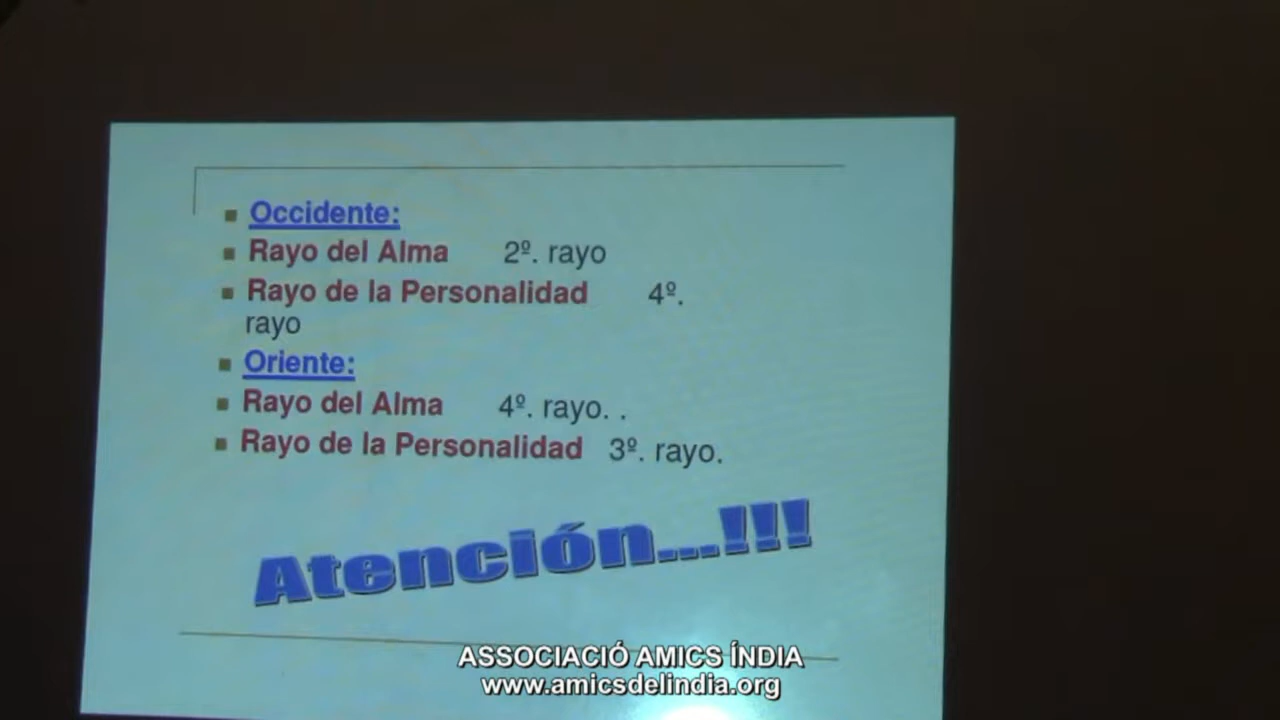 Occidente:
Rayo del Alma 2º. rayo
Rayo de la Personalidad 4º.
rayo
Oriente:
Rayo del Alma 4º. rayo. .
Rayo de la Personalidad 3º. rayo.
Atención...!!!
ASSOCIACIÓ AMICS ÍNDIA
www.amicsdelindia.org